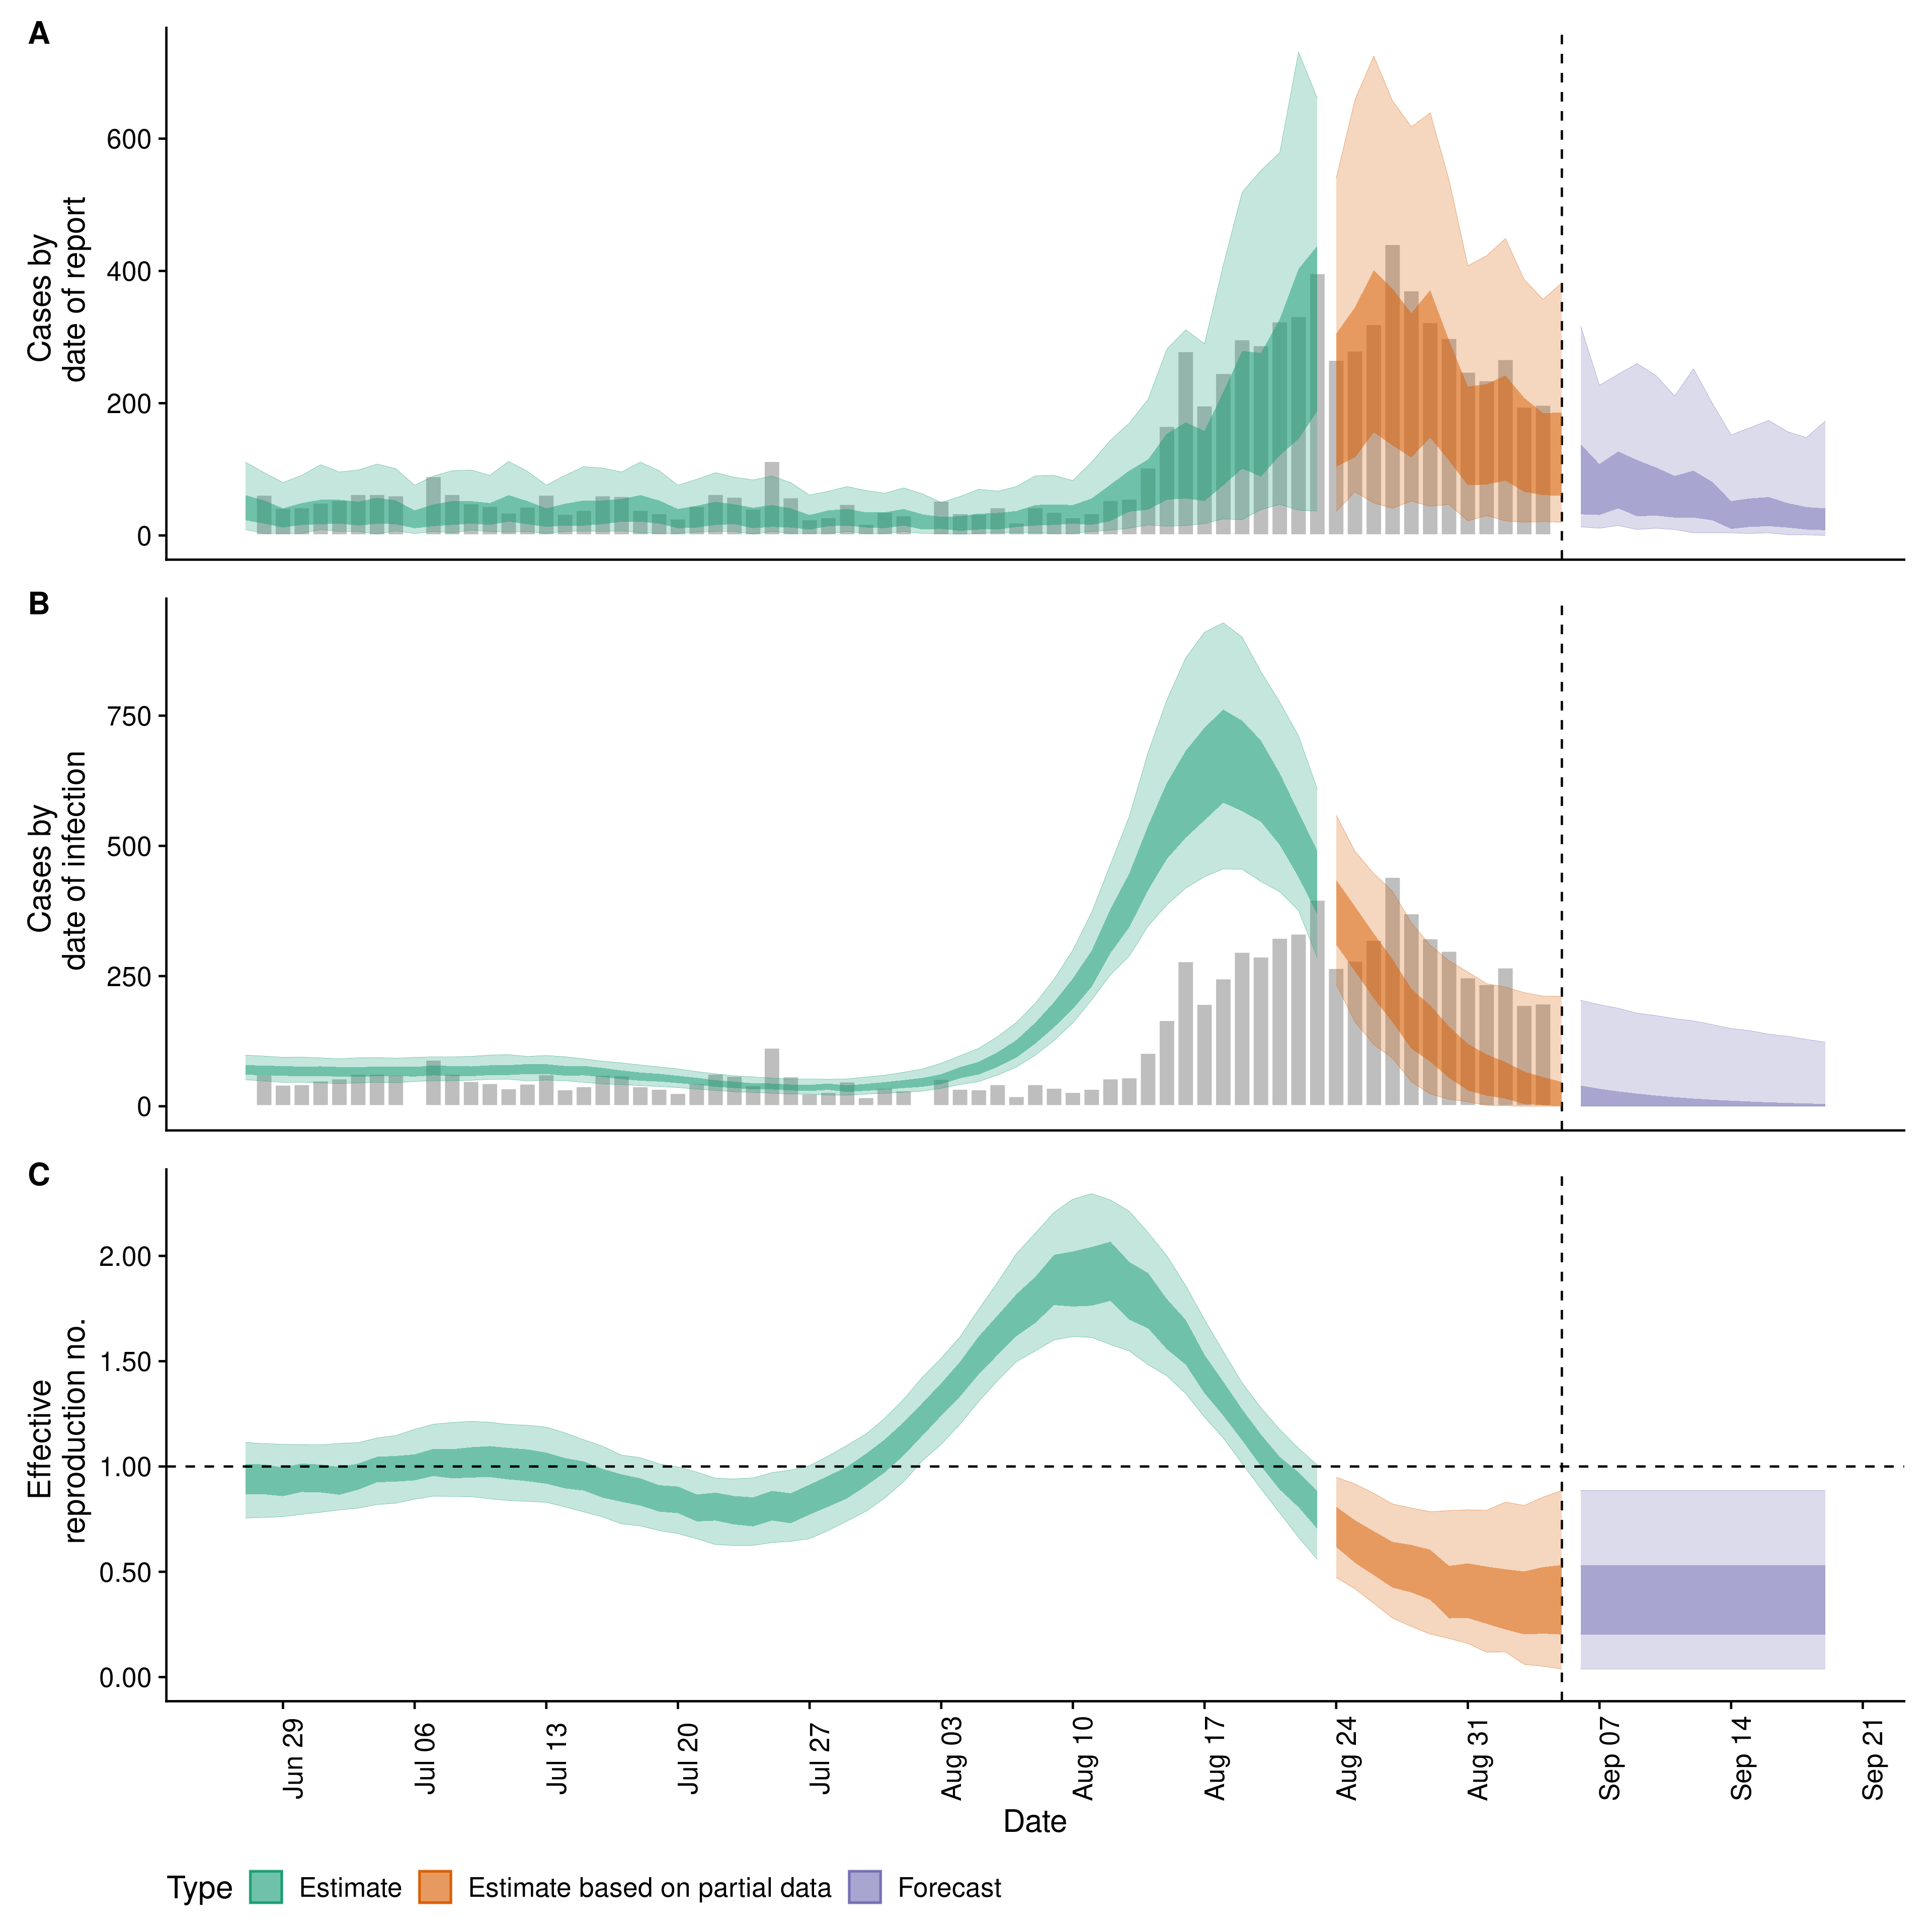 A
Cases by
date of report
600
400
200
0
B
Cases by
date of infection
750
500
250
0
C
Effective
reproduction no.
2.00
1.50
1.00
0.50
0.00
Jun 29
Jul 06
Jul 13
Jul 20
Jul 27
Aug 03
Aug 10
Aug 17
Aug 24
Aug 31
Sep 07
Sep 14
Sep 21
Date
Type
Estimate
Estimate based on partial data
Forecast